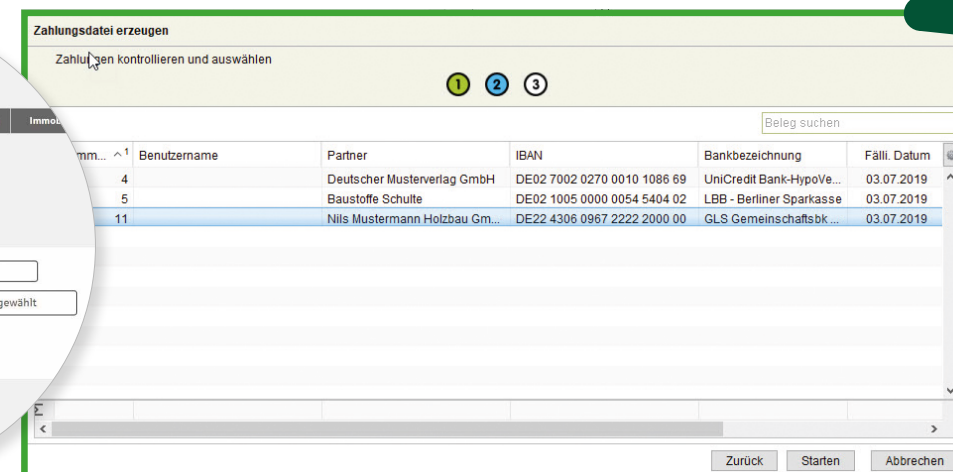 Zahlungsdatei erzeugen
Zahlungen kontrollieren und auswählen
1 2 3
Beleg suchen
mm... 1 Benutzername Partner IBAN Bankbezeichnung Fälli. Datum
4 Deutscher Musterverlag GmbH DE02 7002 0270 0010 1086 69 UniCredit Bank-HypoVe... 03.07.2019
5 Baustoffe Schulte DE02 1005 0000 0054 5404 02 LBB - Berliner Sparkasse 03.07.2019
11 Nils Mustermann Holzbau Gm... DE22 4306 0967 2222 2000 00 GLS Gemeinschaftsbk ... 03.07.2019
Σ
Zurück Starten Abbrechen
Immo
gewählt